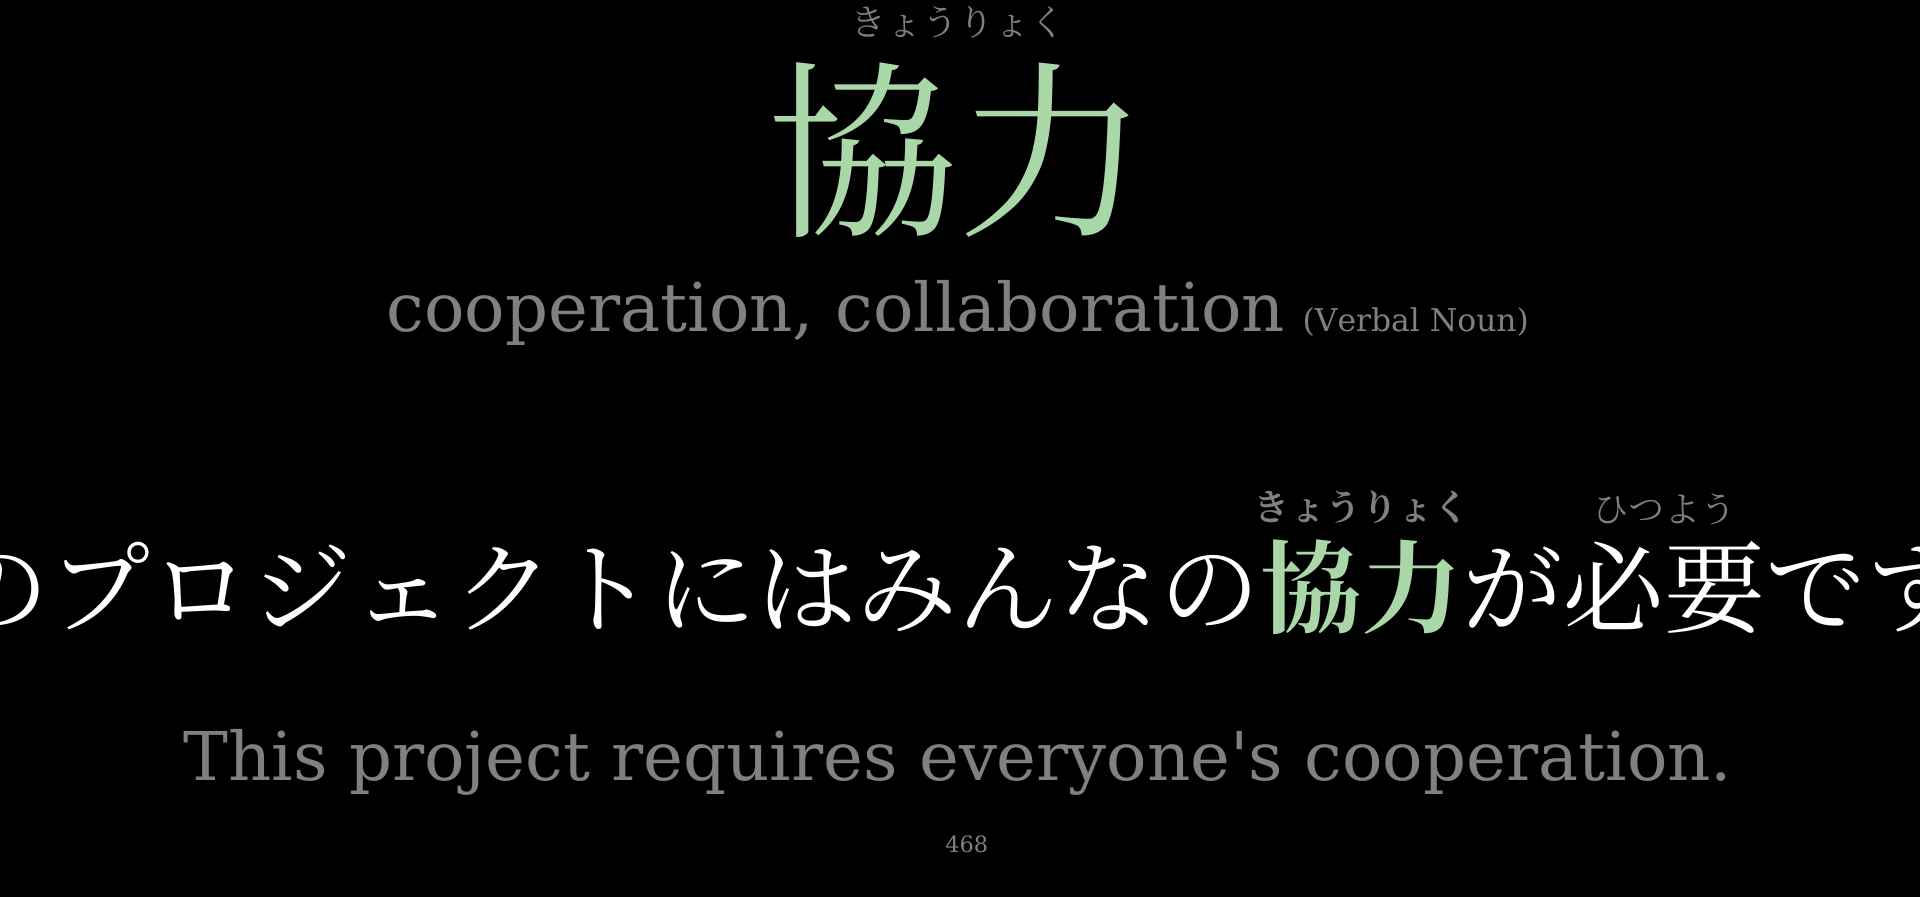 きょうりょく
協力
cooperation, collaboration (Verbal Noun)
きょうりょく ひつよう
のプロジェクトにはみんなの協力が必要です
This project requires everyone's cooperation.
468